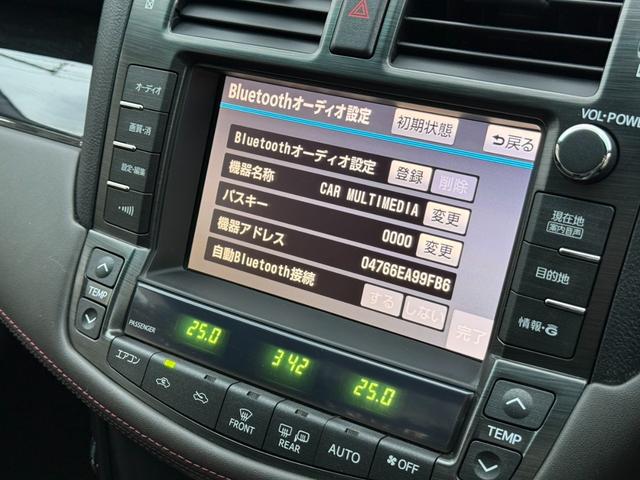 VOL・POWE
オーディオ
画質・消
設定・編集
Bluetoothオーディオ設定
初期状態
戻る
Bluetoothオーディオ設定
登録
削除
機器名称
CAR MULTIMEDIA
変更
パスキー
0000
変更
機器アドレス
04766EA99FB6
自動Bluetooth接続
する
しない
完了
現在地
案内音声
目的地
情報・G
TEMP
PASSENGER
25.0
3:42
25.0
エアコン
FRONT
REAR
AUTO
OFF
TEMP